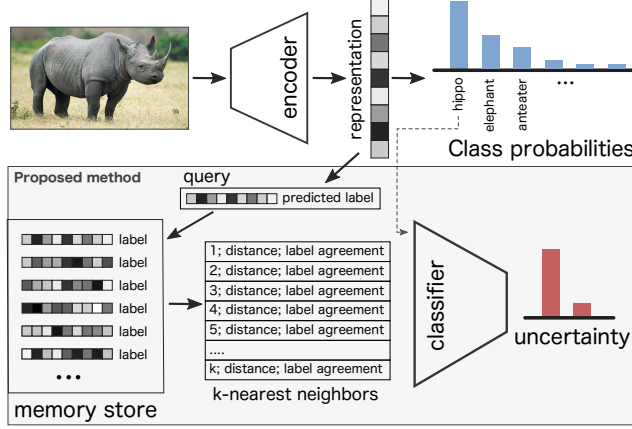 encoder
representation
hippo
elephant
anteater
...
Class probabilities
Proposed method
query
predicted label
label
label
label
label
label
label
...
memory store
1; distance; label agreement
2; distance; label agreement
3; distance; label agreement
4; distance; label agreement
5; distance; label agreement
....
k; distance; label agreement
k-nearest neighbors
classifier
uncertainty